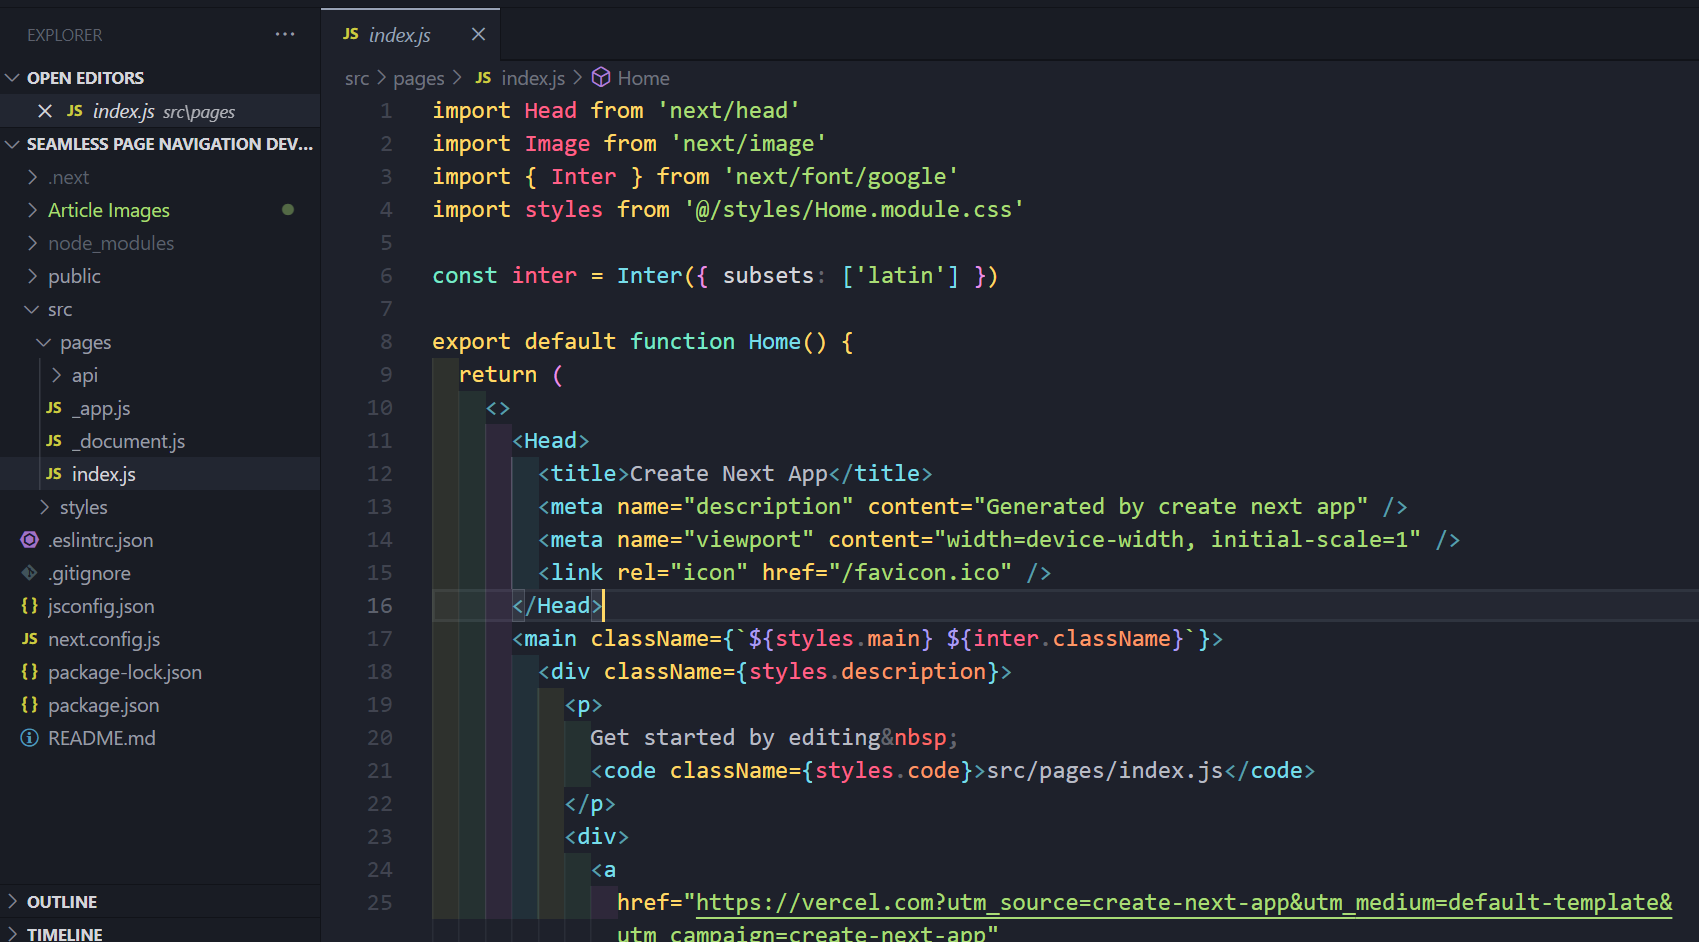 EXPLORER
OPEN EDITORS
JS index.js src\pages
SEAMLESS PAGE NAVIGATION DEV...
.next
Article Images
node_modules
public
src
pages
api
JS _app.js
JS _document.js
JS index.js
styles
.eslintrc.json
.gitignore
{} jsconfig.json
JS next.config.js
{} package-lock.json
{} package.json
README.md
OUTLINE
TIMELINE
JS index.js
src > pages > JS index.js > Home
1 import Head from 'next/head'
2 import Image from 'next/image'
3 import { Inter } from 'next/font/google'
4 import styles from '@/styles/Home.module.css'
5
6 const inter = Inter({ subsets: ['latin'] })
7
8 export default function Home() {
9 return (
10 <>
11 <Head>
12 <title>Create Next App</title>
13 <meta name="description" content="Generated by create next app" />
14 <meta name="viewport" content="width=device-width, initial-scale=1" />
15 <link rel="icon" href="/favicon.ico" />
16 </Head>
17 <main className={`${styles.main} ${inter.className}`}>
18 <div className={styles.description}>
19 <p>
20 Get started by editing&nbsp;
21 <code className={styles.code}>src/pages/index.js</code>
22 </p>
23 <div>
24 <a
25 href="https://vercel.com?utm_source=create-next-app&utm_medium=default-template&
utm_campaign=create-next-app"